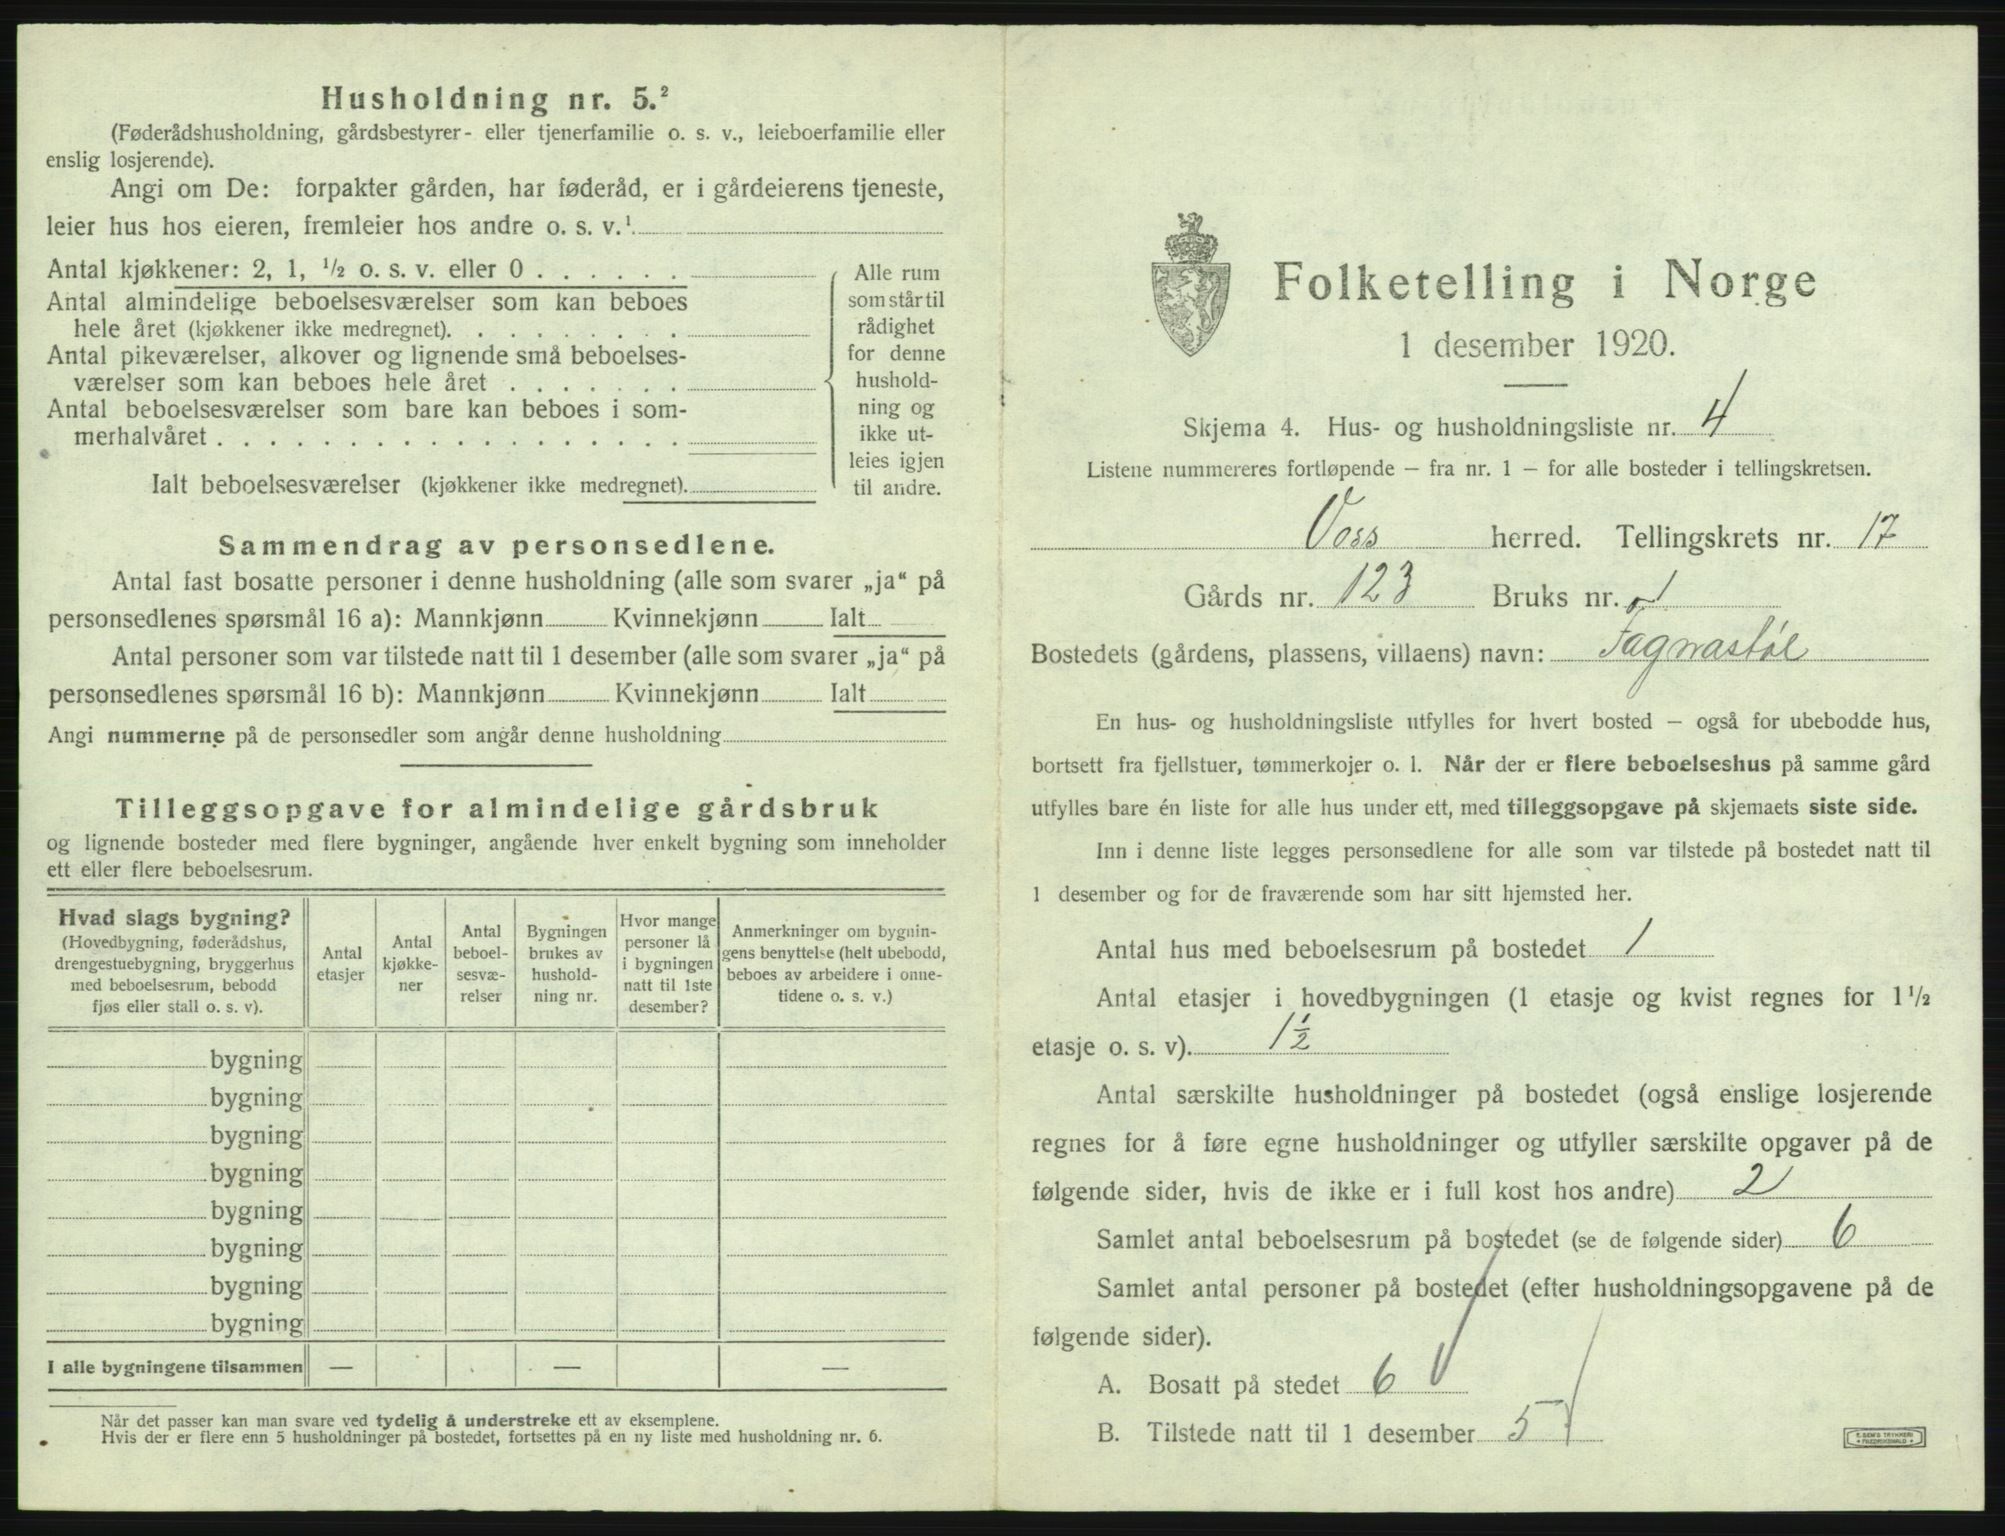 Husholdning nr. 5.²
(Føderådshusholdning, gårdsbestyrer- eller tjenerfamilie o. s. v., leieboerfamilie eller
enslig losjerende).
Angi om De: forpakter gården, har føderåd, er i gårdeierens tjeneste,
leier hus hos eieren, fremleier hos andre o. s. v.¹
Antal kjøkkener: 2, 1, ¹/₂ o. s. v. eller 0 . . . . . .
Antal almindelige beboelsesværelser som kan beboes
hele året (kjøkkener ikke medregnet). . . . . . . . .
Antal pikeværelser, alkover og lignende små beboelses-
værelser som kan beboes hele året . . . . . . .
Antal beboelsesværelser som bare kan beboes i som-
merhalvåret . . . . . . . . . . . . . . . . . .
Alle rum
som står til
rådighet
for denne
hushold-
ning og
ikke ut-
leies igjen
til andre.
Ialt beboelsesværelser (kjøkkener ikke medregnet).
Sammendrag av personsedlene.
Antal fast bosatte personer i denne husholdning (alle som svarer „ja“ på
personsedlenes spørsmål 16 a): Mannkjønn Kvinnekjønn Ialt
Antal personer som var tilstede natt til 1 desember (alle som svarer „ja“ på
personsedlenes spørsmål 16 b): Mannkjønn Kvinnekjønn Ialt
Angi nummerne på de personsedler som angår denne husholdning
Tilleggsopgave for almindelige gårdsbruk
og lignende bosteder med flere bygninger, angående hver enkelt bygning som inneholder
ett eller flere beboelsesrum.
Hvad slags bygning?
(Hovedbygning, føderådshus,
drengestuebygning, bryggerhus
med beboelsesrum, bebodd
fjøs eller stall o. s. v).
Antal
etasjer
Antal
kjøkke-
ner
Antal
beboel-
sesvæ-
relser
Bygningen
brukes av
hushold-
ning nr.
Hvor mange
personer lå
i bygningen
natt til 1ste
desember?
Anmerkninger om bygnin-
gens benyttelse (helt ubebodd,
beboes av arbeidere i onne-
tidene o. s. v.)
bygning
bygning
bygning
bygning
bygning
bygning
bygning
bygning
I alle bygningene tilsammen — — —
Når det passer kan man svare ved tydelig å understreke ett av eksemplene.
Hvis der er flere enn 5 husholdninger på bostedet, fortsettes på en ny liste med husholdning nr. 6.
Folketelling i Norge
1 desember 1920.
Skjema 4. Hus- og husholdningsliste nr. 4
Listene nummereres fortløpende – fra nr. 1 – for alle bosteder i tellingskretsen.
Voss herred. Tellingskrets nr. 17
Gårds nr. 123 Bruks nr. 1
Bostedets (gårdens, plassens, villaens) navn: Fagnastøl
En hus- og husholdningsliste utfylles for hvert bosted – også for ubebodde hus,
bortsett fra fjellstuer, tømmerkojer o. l. Når der er flere beboelseshus på samme gård
utfylles bare én liste for alle hus under ett, med tilleggsopgave på skjemaets siste side.
Inn i denne liste legges personsedlene for alle som var tilstede på bostedet natt til
1 desember og for de fraværende som har sitt hjemsted her.
Antal hus med beboelsesrum på bostedet 1
Antal etasjer i hovedbygningen (1 etasje og kvist regnes for 1¹/₂
etasje o. s. v). 1½
Antal særskilte husholdninger på bostedet (også enslige losjerende
regnes for å føre egne husholdninger og utfyller særskilte opgaver på de
følgende sider, hvis de ikke er i full kost hos andre) 2
Samlet antal beboelsesrum på bostedet (se de følgende sider) 6
Samlet antal personer på bostedet (efter husholdningsopgavene på de
følgende sider).
A. Bosatt på stedet 6
B. Tilstede natt til 1 desember 5